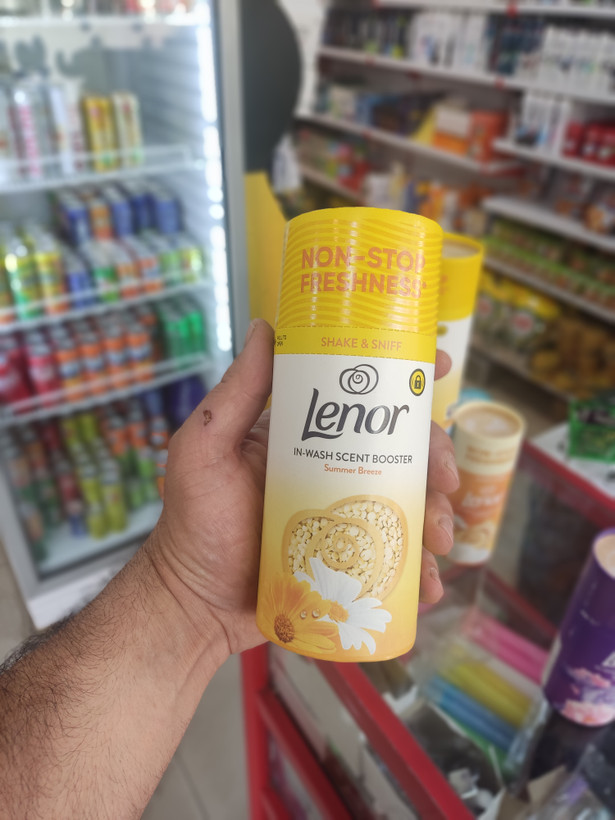 NON-STOP
FRESHNESS
SHAKE & SNIFF
Lenor
IN-WASH SCENT BOOSTER
Summer Breeze